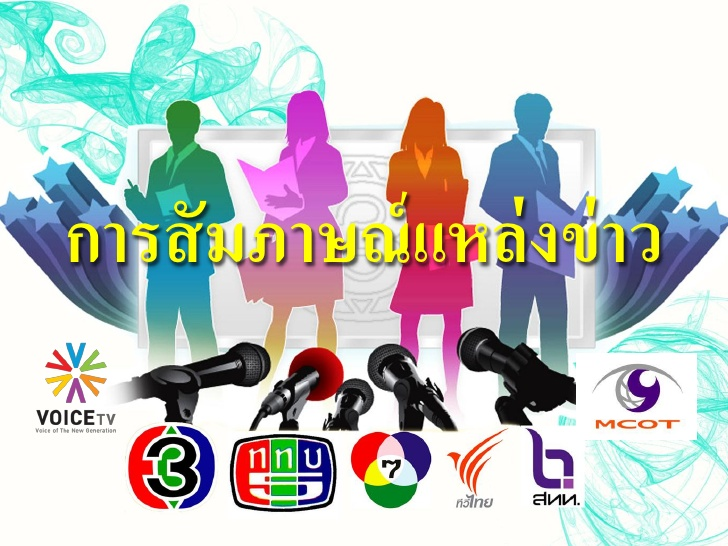 การสัมภาษณ์แหล่งข่าว
VOICE TV
Voice of The New Generation
MCOT
3
ททบ
7
ทีวีไทย
สทท.